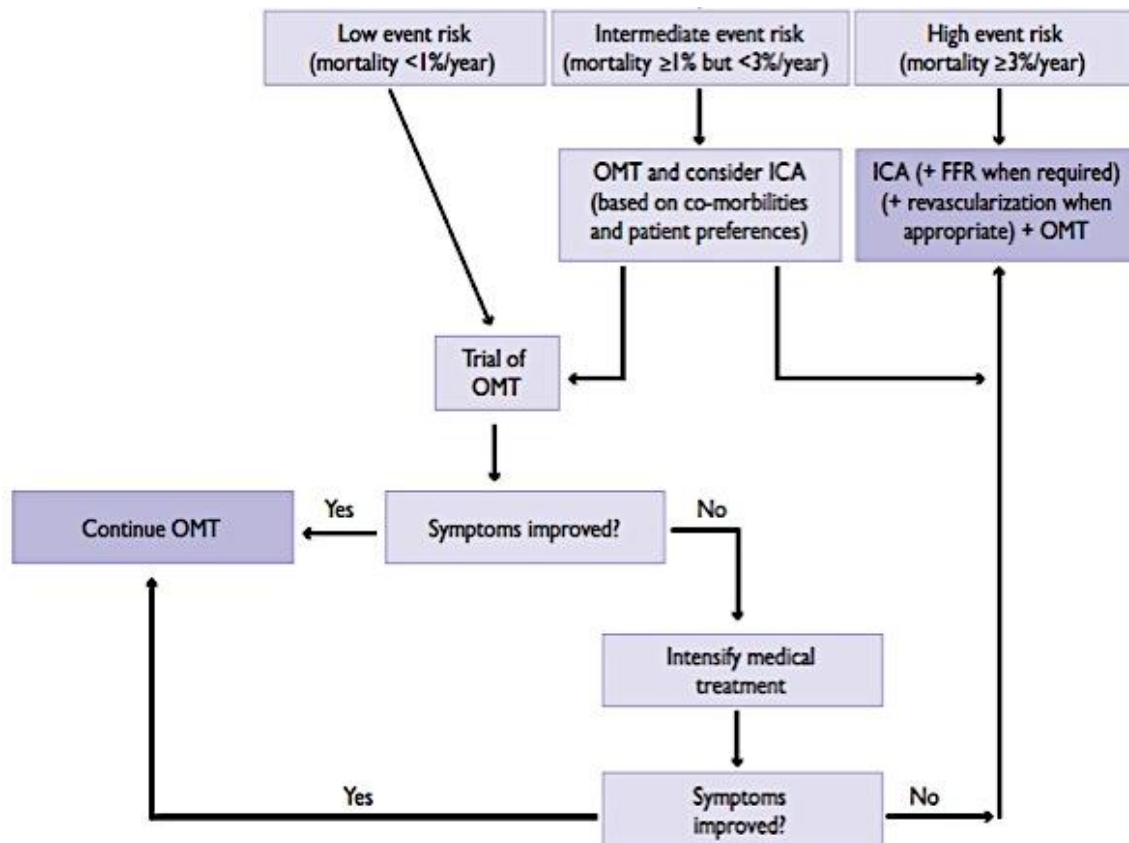 Low event risk
(mortality <1%/year)
Intermediate event risk
(mortality ≥1% but <3%/year)
High event risk
(mortality ≥3%/year)
OMT and consider ICA
(based on co-morbilities
and patient preferences)
ICA (+ FFR when required)
(+ revascularization when
appropriate) + OMT
Trial of
OMT
Continue OMT
Yes
Symptoms improved?
No
Intensify medical
treatment
Yes
Symptoms
improved?
No